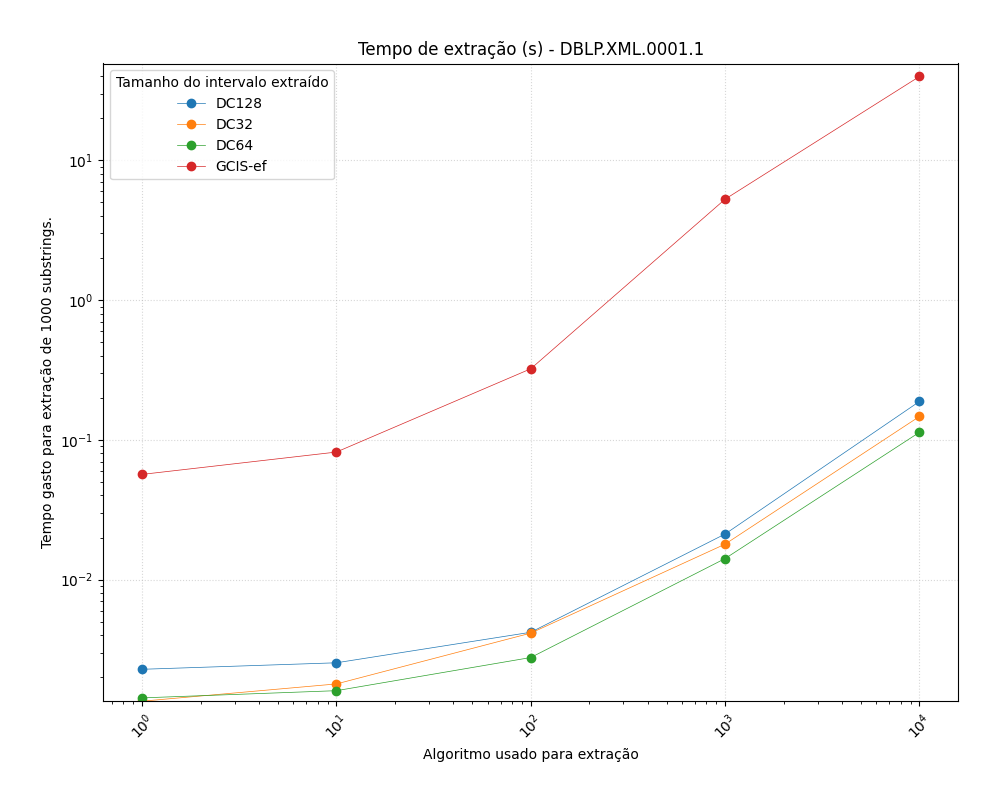 Tempo de extração (s) - DBLP.XML.0001.1
Tamanho do intervalo extraído
DC128
DC32
DC64
GCIS-ef
Tempo gasto para extração de 1000 substrings.
10¹
10⁰
10⁻¹
10⁻²
10⁰
10¹
10²
10³
10⁴
Algoritmo usado para extração